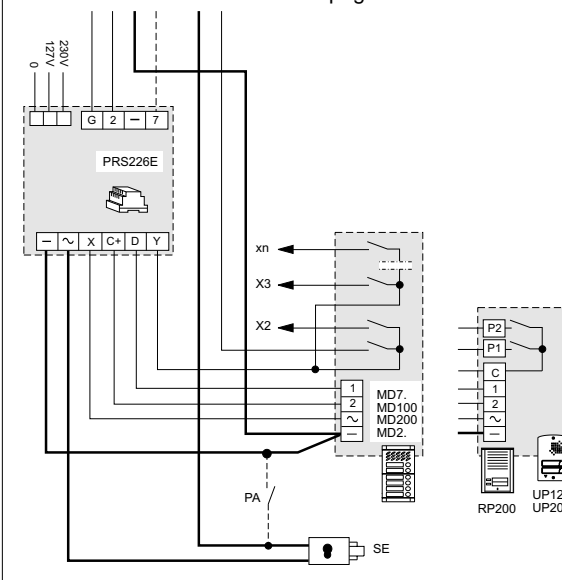 0
127V
230V
G 2 – 7
PRS226E
– ~ X C+ D Y
xn
X3
X2
1
2
~
–
MD7.
MD100
MD200
MD2.
P2
P1
C
1
2
~
–
PA
SE
RP200
UP12
UP20